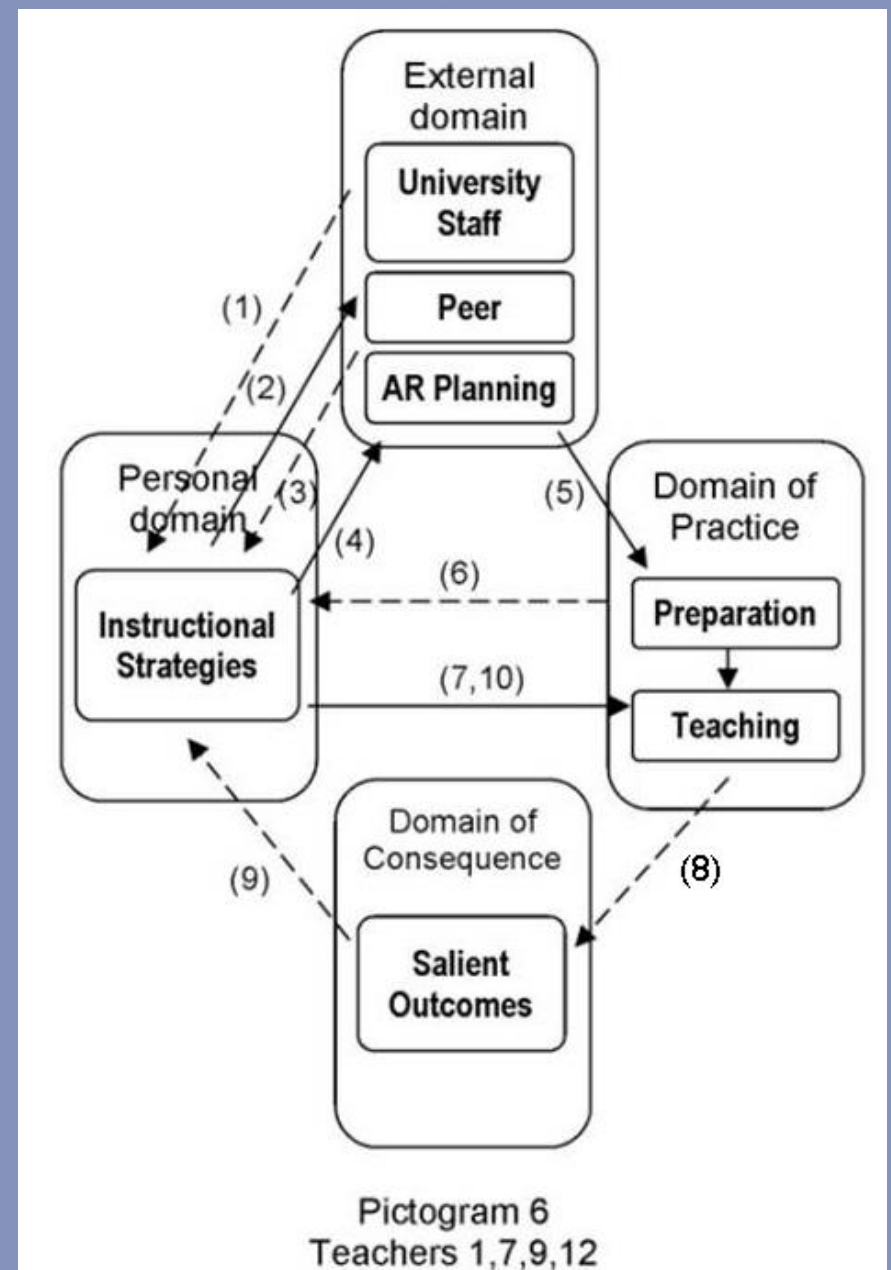 External
domain
University
Staff
Peer
AR Planning
(1)
(2)
(3)
(4)
(5)
Personal
domain
Instructional
Strategies
Domain of
Practice
Preparation
Teaching
(6)
(7,10)
Domain of
Consequence
Salient
Outcomes
(8)
(9)
Pictogram 6
Teachers 1,7,9,12